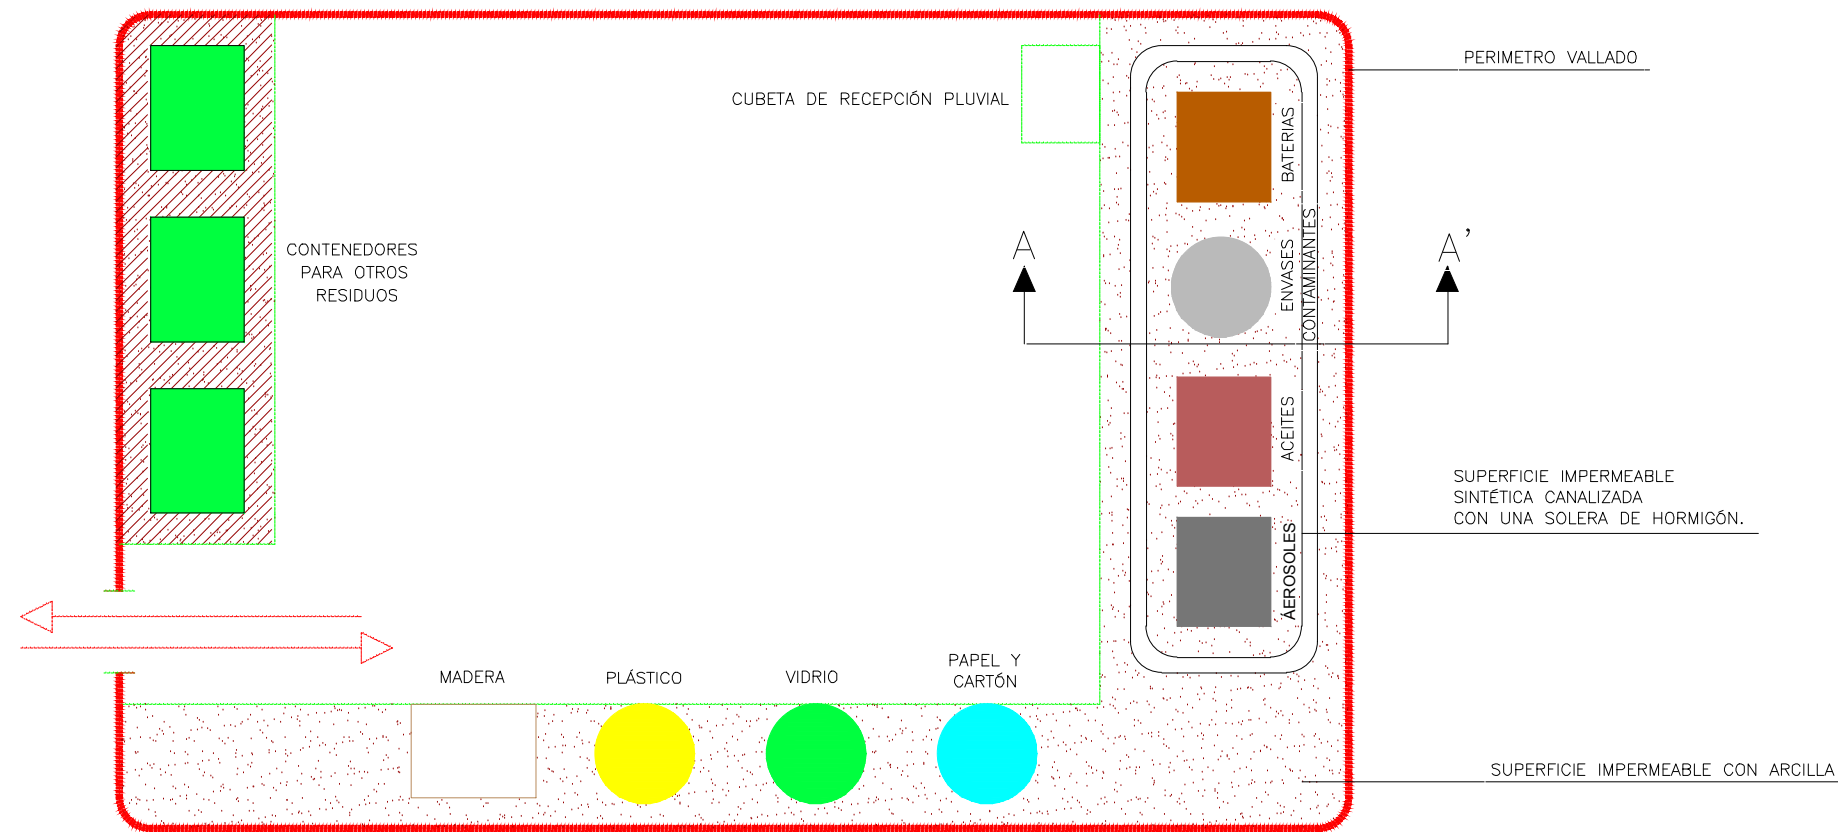 PERIMETRO VALLADO
CUBETA DE RECEPCIÓN PLUVIAL
BATERIAS
CONTENEDORES
PARA OTROS
RESIDUOS
A
A'
ENVASES
CONTAMINANTES
ACEITES
SUPERFICIE IMPERMEABLE
SINTÉTICA CANALIZADA
CON UNA SOLERA DE HORMIGÓN.
ÁEROSOLES
MADERA
PLÁSTICO
VIDRIO
PAPEL Y
CARTÓN
SUPERFICIE IMPERMEABLE CON ARCILLA